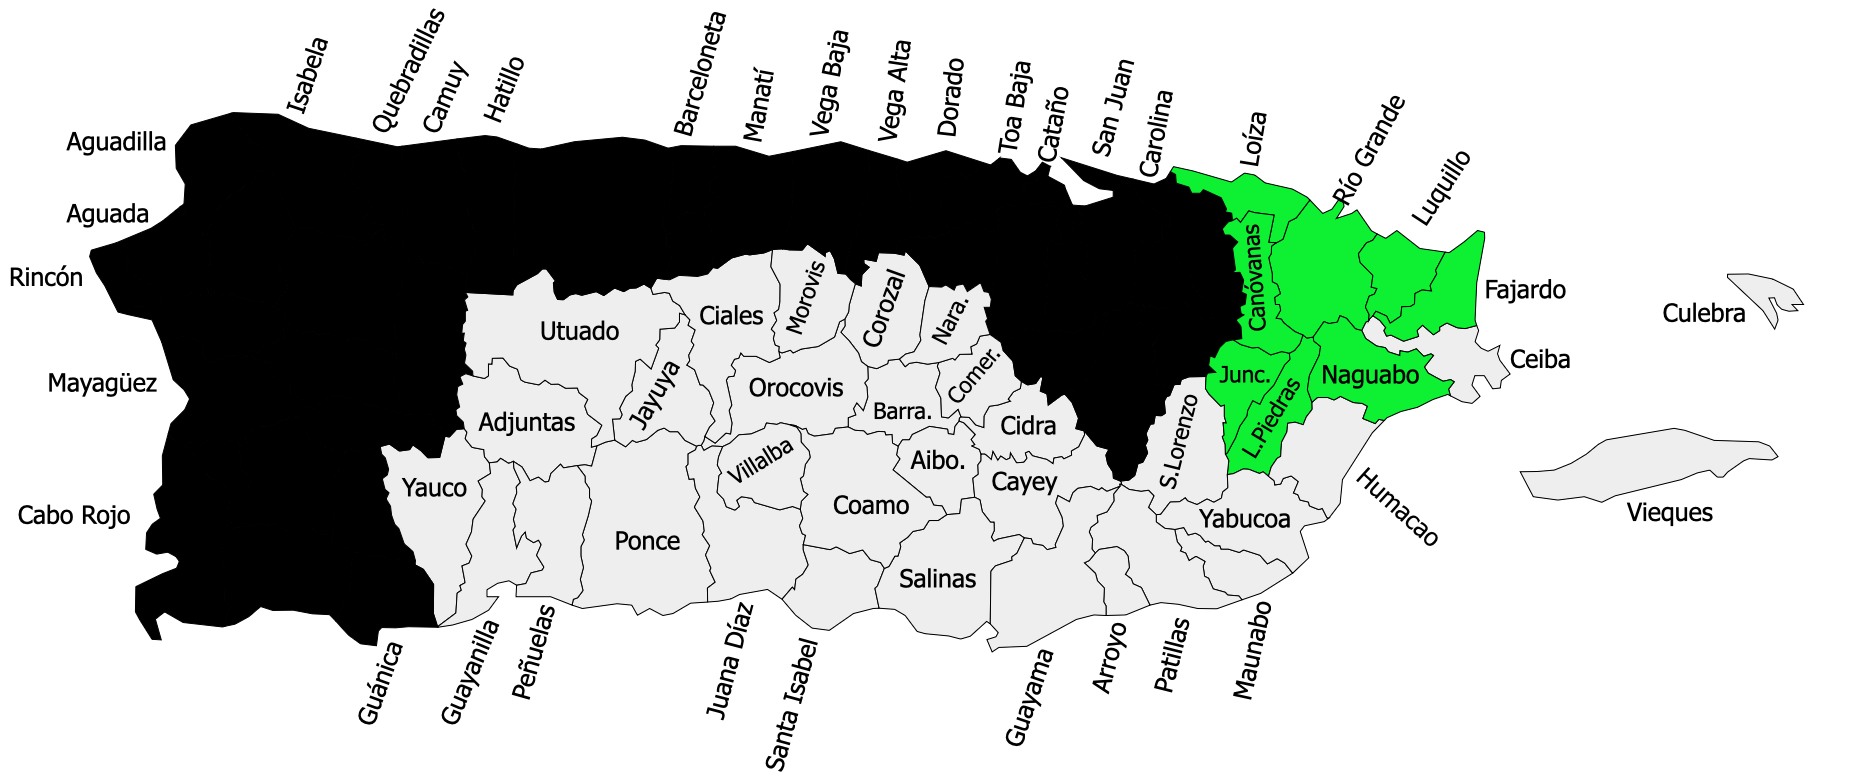 Isabela
Quebradillas
Camuy
Hatillo
Barceloneta
Manatí
Vega Baja
Vega Alta
Dorado
Toa Baja
Cataño
San Juan
Carolina
Loíza
Río Grande
Luquillo
Aguadilla
Aguada
Rincón
Mayagüez
Cabo Rojo
Fajardo
Ceiba
Culebra
Vieques
Canóvanas
Utuado
Ciales
Morovis
Corozal
Nara.
Jayuya
Orocovis
Comer.
Barra.
Adjuntas
Cidra
Junc.
L.Piedras
Naguabo
S.Lorenzo
Villalba
Aibo.
Cayey
Yauco
Coamo
Ponce
Yabucoa
Salinas
Humacao
Guánica
Guayanilla
Peñuelas
Juana Díaz
Santa Isabel
Guayama
Arroyo
Patillas
Maunabo